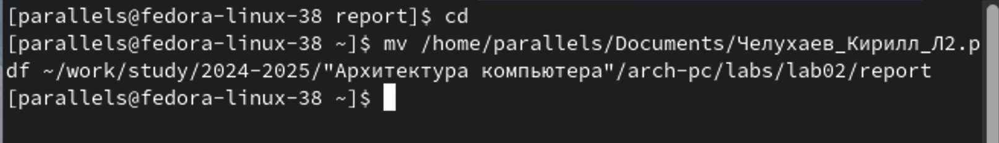 [parallels@fedora-linux-38 report]$ cd
[parallels@fedora-linux-38 ~]$ mv /home/parallels/Documents/Челухаев_Кирилл_Л2.p
df ~/work/study/2024-2025/"Архитектура компьютера"/arch-pc/labs/lab02/report
[parallels@fedora-linux-38 ~]$